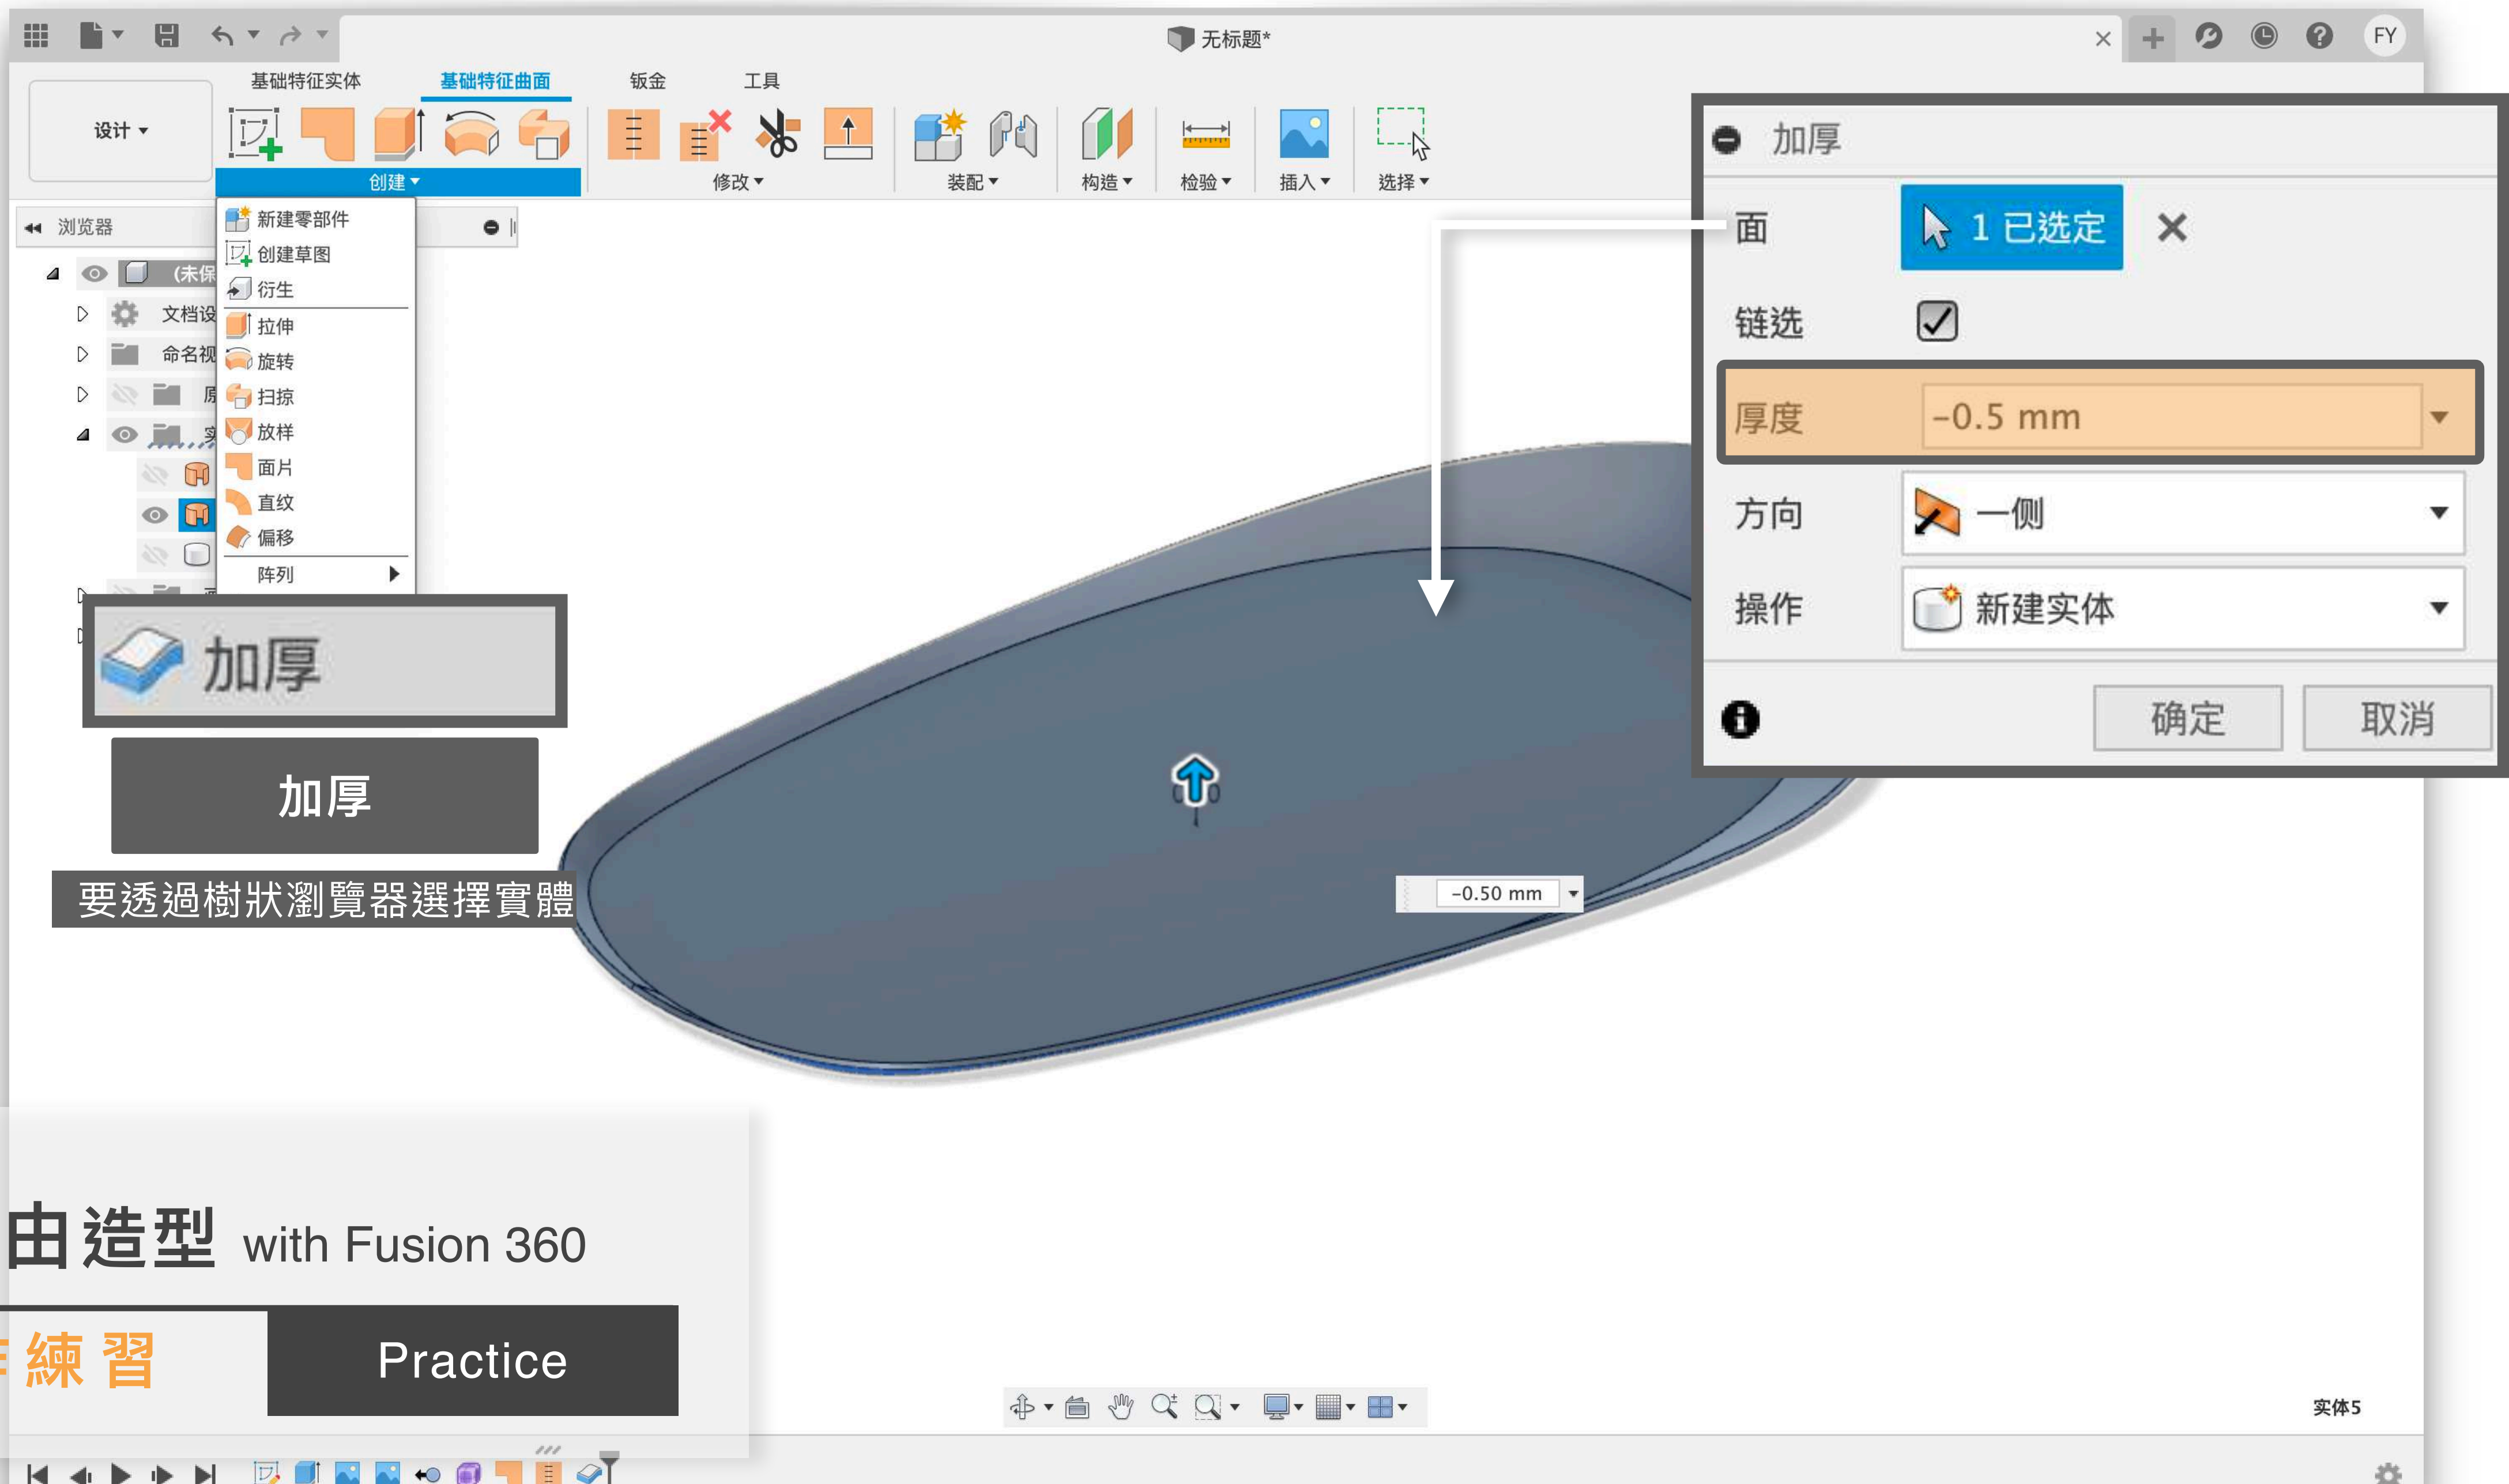 无标题*
FY
基础特征实体
基础特征曲面
钣金
工具
设计
创建
修改
装配
构造
检验
插入
选择
浏览器
新建零部件
创建草图
(未保
衍生
文档设
拉伸
命名视
旋转
扫掠
放样
面片
直纹
偏移
阵列
加厚
加厚
要透過樹狀瀏覽器選擇實體
加厚
面
1 已选定
链选
厚度
-0.5 mm
方向
一侧
操作
新建实体
确定
取消
-0.50 mm
由造型 with Fusion 360
練習
Practice
实体5